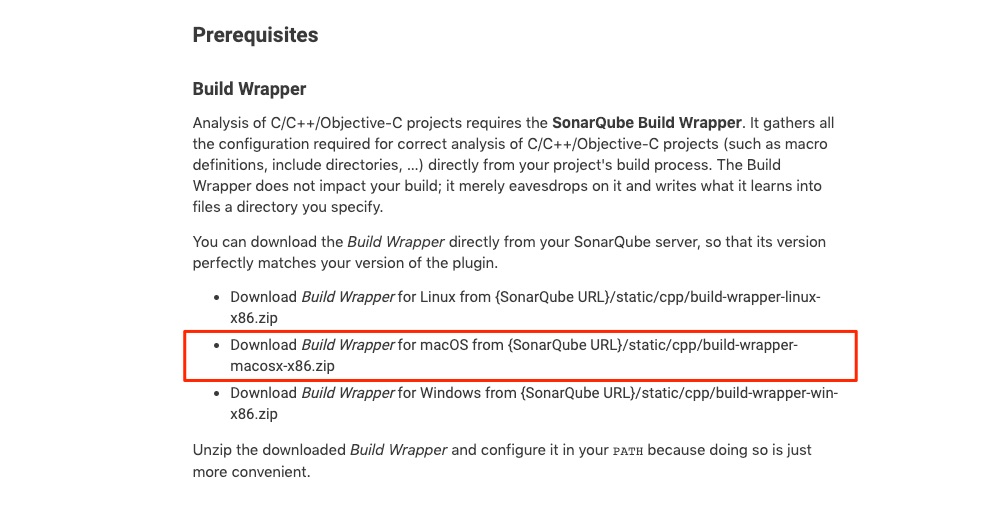 Prerequisites
Build Wrapper
Analysis of C/C++/Objective-C projects requires the SonarQube Build Wrapper. It gathers all
the configuration required for correct analysis of C/C++/Objective-C projects (such as macro
definitions, include directories, …) directly from your project's build process. The Build
Wrapper does not impact your build; it merely eavesdrops on it and writes what it learns into
files a directory you specify.
You can download the Build Wrapper directly from your SonarQube server, so that its version
perfectly matches your version of the plugin.
• Download Build Wrapper for Linux from {SonarQube URL}/static/cpp/build-wrapper-linux-
x86.zip
• Download Build Wrapper for macOS from {SonarQube URL}/static/cpp/build-wrapper-
macosx-x86.zip
• Download Build Wrapper for Windows from {SonarQube URL}/static/cpp/build-wrapper-win-
x86.zip
Unzip the downloaded Build Wrapper and configure it in your PATH because doing so is just
more convenient.